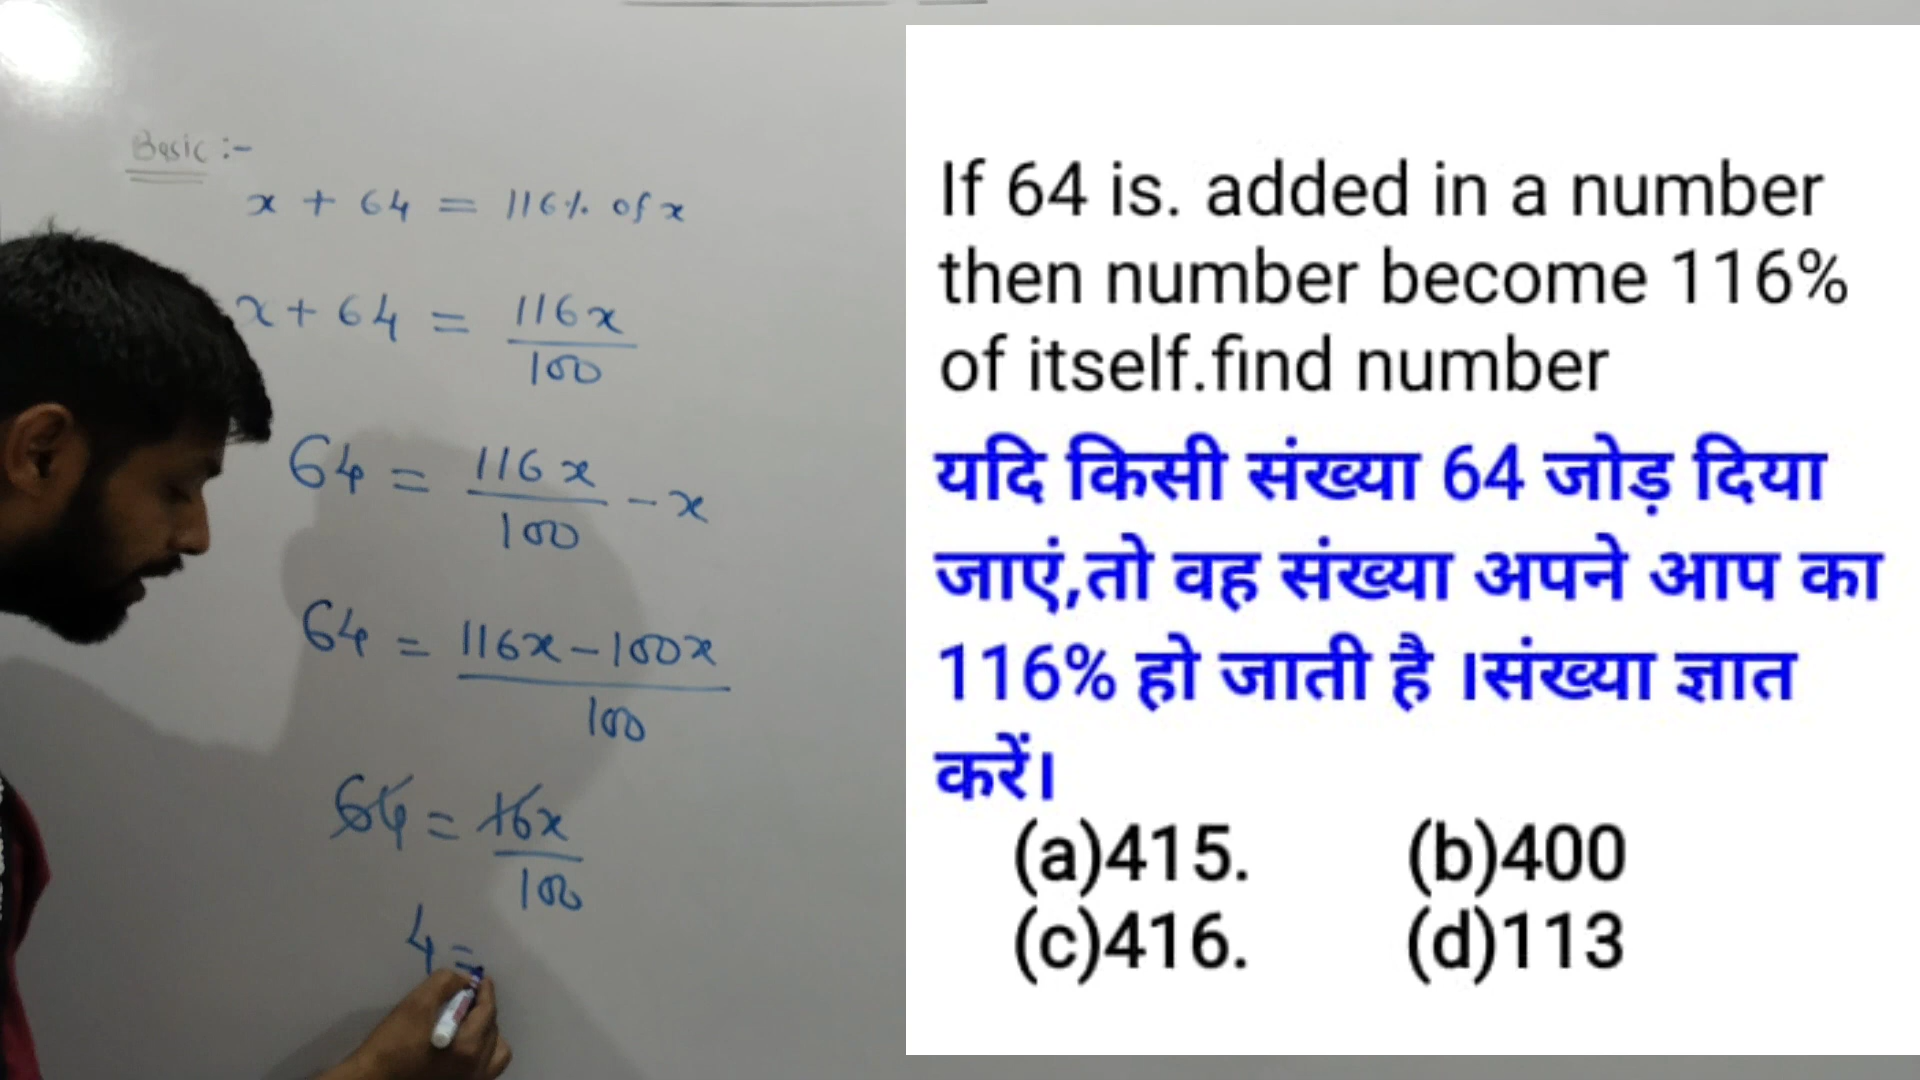 Basic :-
x + 64 = 116% of x
x + 64 = 116x/100
64 = 116x/100 - x
64 = 116x - 100x/100
64 = 16x/100
4 =
If 64 is. added in a number
then number become 116%
of itself.find number
यदि किसी संख्या 64 जोड़ दिया
जाएं,तो वह संख्या अपने आप का
116% हो जाती है ।संख्या ज्ञात
करें।
(a)415. (b)400
(c)416. (d)113